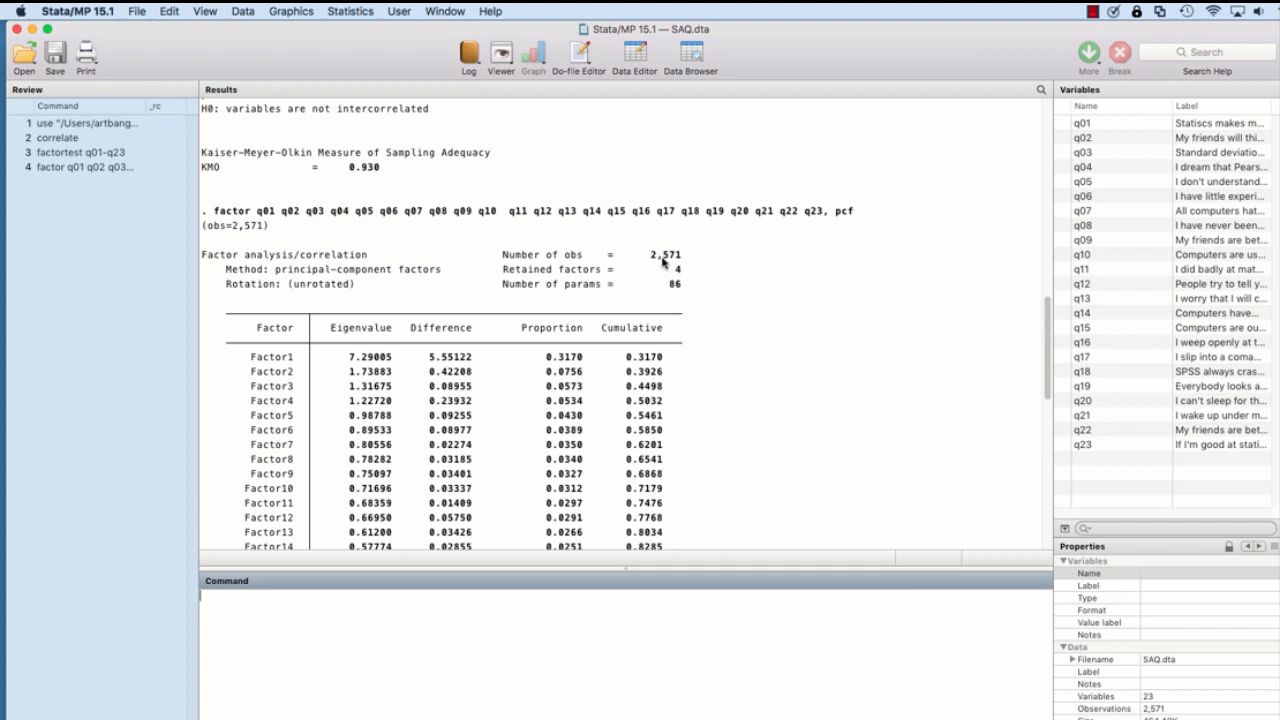 Stata/MP 15.1 File Edit View Data Graphics Statistics User Window Help
Stata/MP 15.1 — SAQ.dta
Open Save Print Log Viewer Graph Do-file Editor Data Editor Data Browser More Break Search
Search Help
Review
Command _rc
1 use "/Users/artbang...
2 correlate
3 factortest q01-q23
4 factor q01 q02 q03...
Results
H0: variables are not intercorrelated
Kaiser-Meyer-Olkin Measure of Sampling Adequacy
KMO = 0.930
. factor q01 q02 q03 q04 q05 q06 q07 q08 q09 q10 q11 q12 q13 q14 q15 q16 q17 q18 q19 q20 q21 q22 q23, pcf
(obs=2,571)
Factor analysis/correlation Number of obs = 2,571
Method: principal-component factors Retained factors = 4
Rotation: (unrotated) Number of params = 86
Factor Eigenvalue Difference Proportion Cumulative
Factor1 7.29005 5.55122 0.3170 0.3170
Factor2 1.73883 0.42208 0.0756 0.3926
Factor3 1.31675 0.08955 0.0573 0.4498
Factor4 1.22720 0.23932 0.0534 0.5032
Factor5 0.98788 0.09255 0.0430 0.5461
Factor6 0.89533 0.08977 0.0389 0.5850
Factor7 0.80556 0.02274 0.0350 0.6201
Factor8 0.78282 0.03185 0.0340 0.6541
Factor9 0.75097 0.03401 0.0327 0.6868
Factor10 0.71696 0.03337 0.0312 0.7179
Factor11 0.68359 0.01409 0.0297 0.7476
Factor12 0.66950 0.05750 0.0291 0.7768
Factor13 0.61200 0.03426 0.0266 0.8034
Factor14 0.57774 0.02855 0.0251 0.8285
Command
Variables
Name Label
q01 Statiscs makes m...
q02 My friends will thi...
q03 Standard deviatio...
q04 I dream that Pears...
q05 I don't understand...
q06 I have little experi...
q07 All computers hat...
q08 I have never been...
q09 My friends are bet...
q10 Computers are us...
q11 I did badly at mat...
q12 People try to tell y...
q13 I worry that I will c...
q14 Computers have...
q15 Computers are ou...
q16 I weep openly at t...
q17 I slip into a coma...
q18 SPSS always cras...
q19 Everybody looks a...
q20 I can't sleep for th...
q21 I wake up under m...
q22 My friends are bet...
q23 If I'm good at stati...
Properties
Variables
Name
Label
Type
Format
Value label
Notes
Data
Filename SAQ.dta
Label
Notes
Variables 23
Observations 2,571